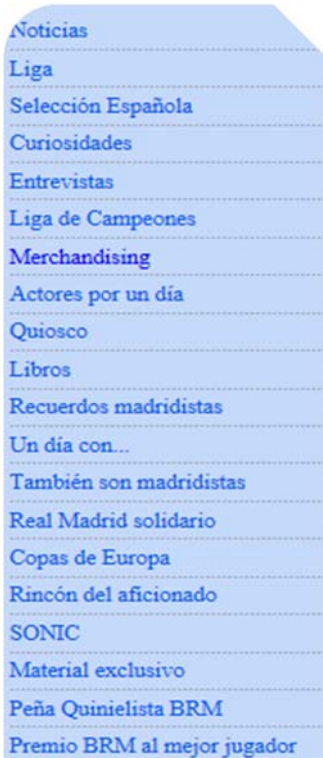 Noticias
Liga
Selección Española
Curiosidades
Entrevistas
Liga de Campeones
Merchandising
Actores por un día
Quiosco
Libros
Recuerdos madridistas
Un día con...
También son madridistas
Real Madrid solidario
Copas de Europa
Rincón del aficionado
SONIC
Material exclusivo
Peña Quinielista BRM
Premio BRM al mejor jugador